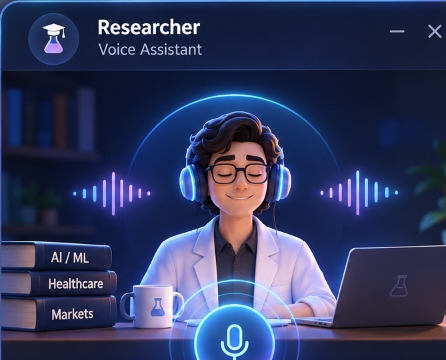 Researcher
Voice Assistant
AI / ML
Healthcare
Markets